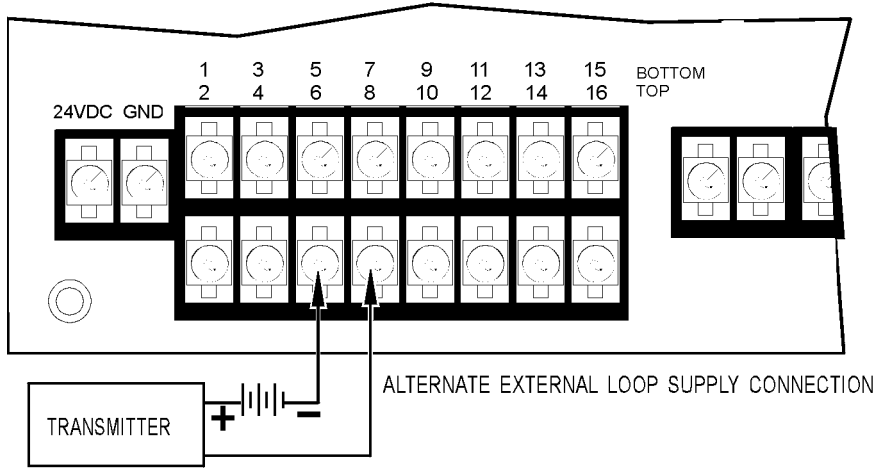 1 3 5 7 9 11 13 15 BOTTOM
2 4 6 8 10 12 14 16 TOP
24VDC GND
ALTERNATE EXTERNAL LOOP SUPPLY CONNECTION
+ −
TRANSMITTER